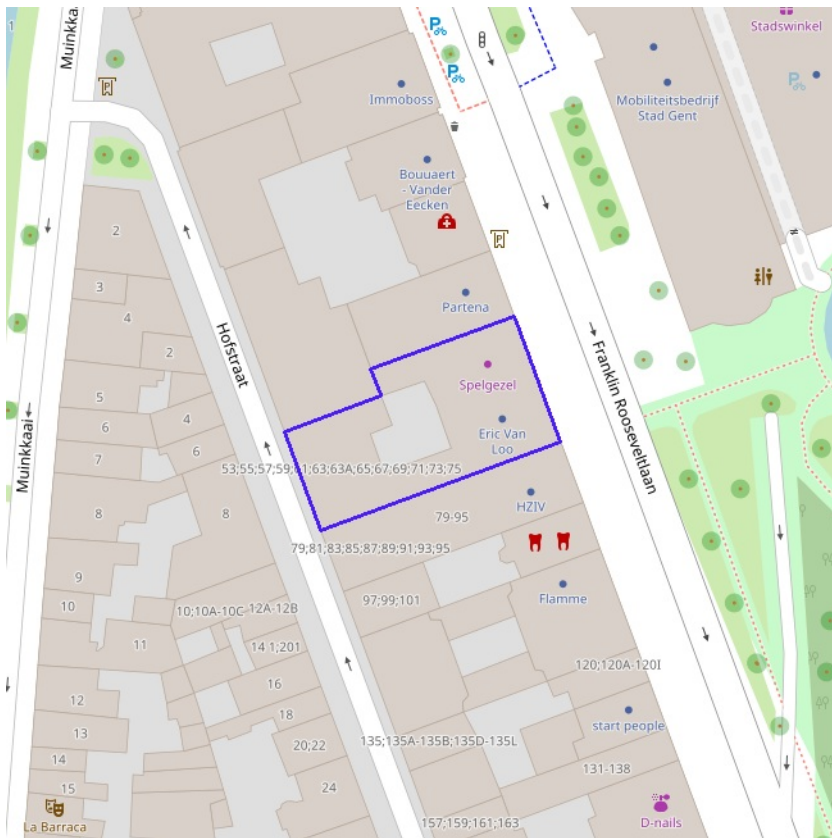 Muinkka
P
P
P
Immoboss
Stadswinkel
P
Mobiliteitsbedrijf
Stad Gent
Bouuaert
- Vander
Eecken
P
2
3
4
2
Partena
Hofstraat
Franklin Rooseveltlaan
Spelgezel
5
4
6
6
7
Muinkkaai
Eric Van
Loo
53;55;57;59;61;63;63A;65;67;69;71;73;75
HZIV
8
8
79-95
79;81;83;85;87;89;91;93;95
9
10
10;10A-10C
12A-12B
97;99;101
Flamme
11
14 1;201
120;120A-120I
16
12
18
start people
13
20;22
135;135A-135B;135D-135L
14
131-138
15
24
La Barraca
157;159;161;163
D-nails